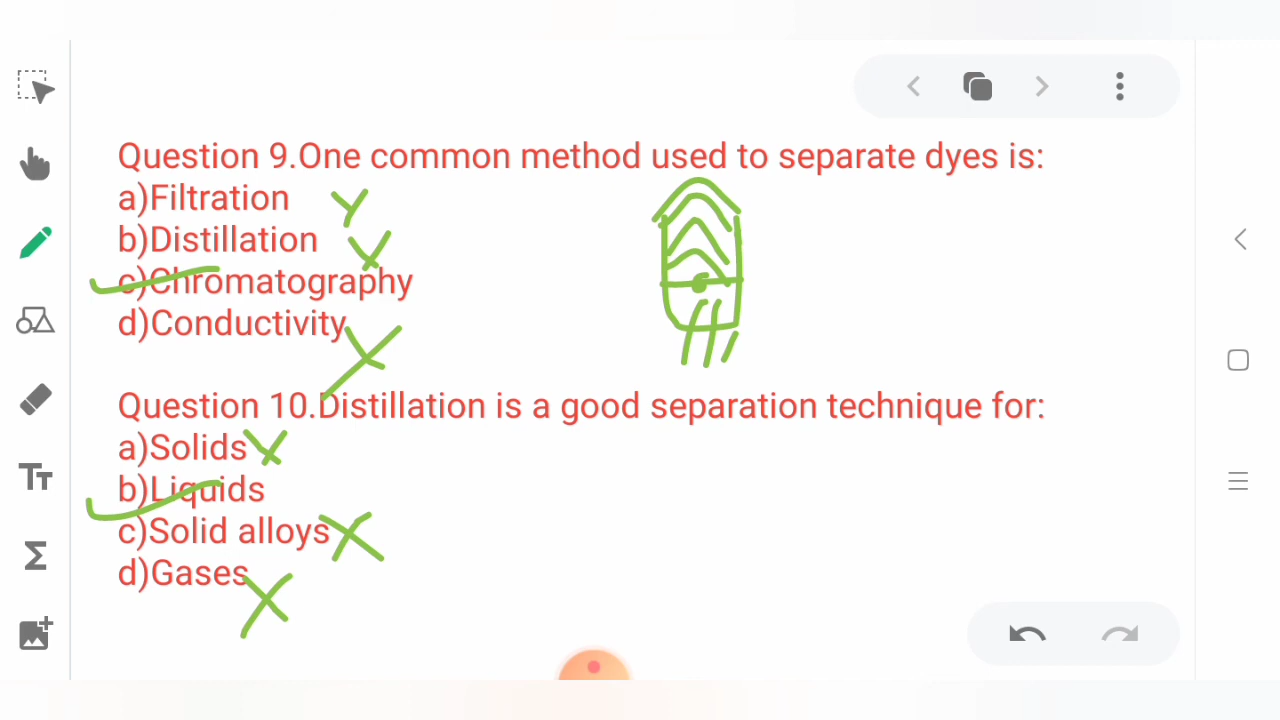 Question 9.One common method used to separate dyes is:
a)Filtration
b)Distillation
c)Chromatography
d)Conductivity
Question 10.Distillation is a good separation technique for:
a)Solids
b)Liquids
c)Solid alloys
d)Gases